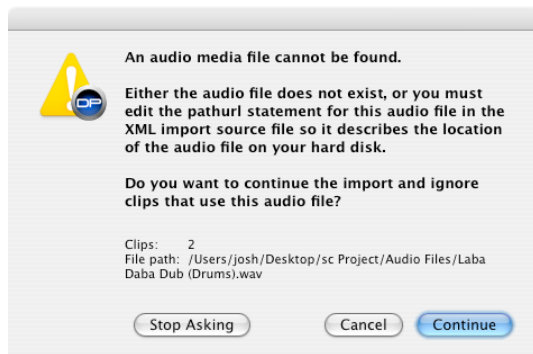 An audio media file cannot be found.
Either the audio file does not exist, or you must
edit the pathurl statement for this audio file in the
XML import source file so it describes the location
of the audio file on your hard disk.
Do you want to continue the import and ignore
clips that use this audio file?
Clips: 2
File path: /Users/josh/Desktop/sc Project/Audio Files/Laba
Daba Dub (Drums).wav
DP
Stop Asking
Cancel
Continue